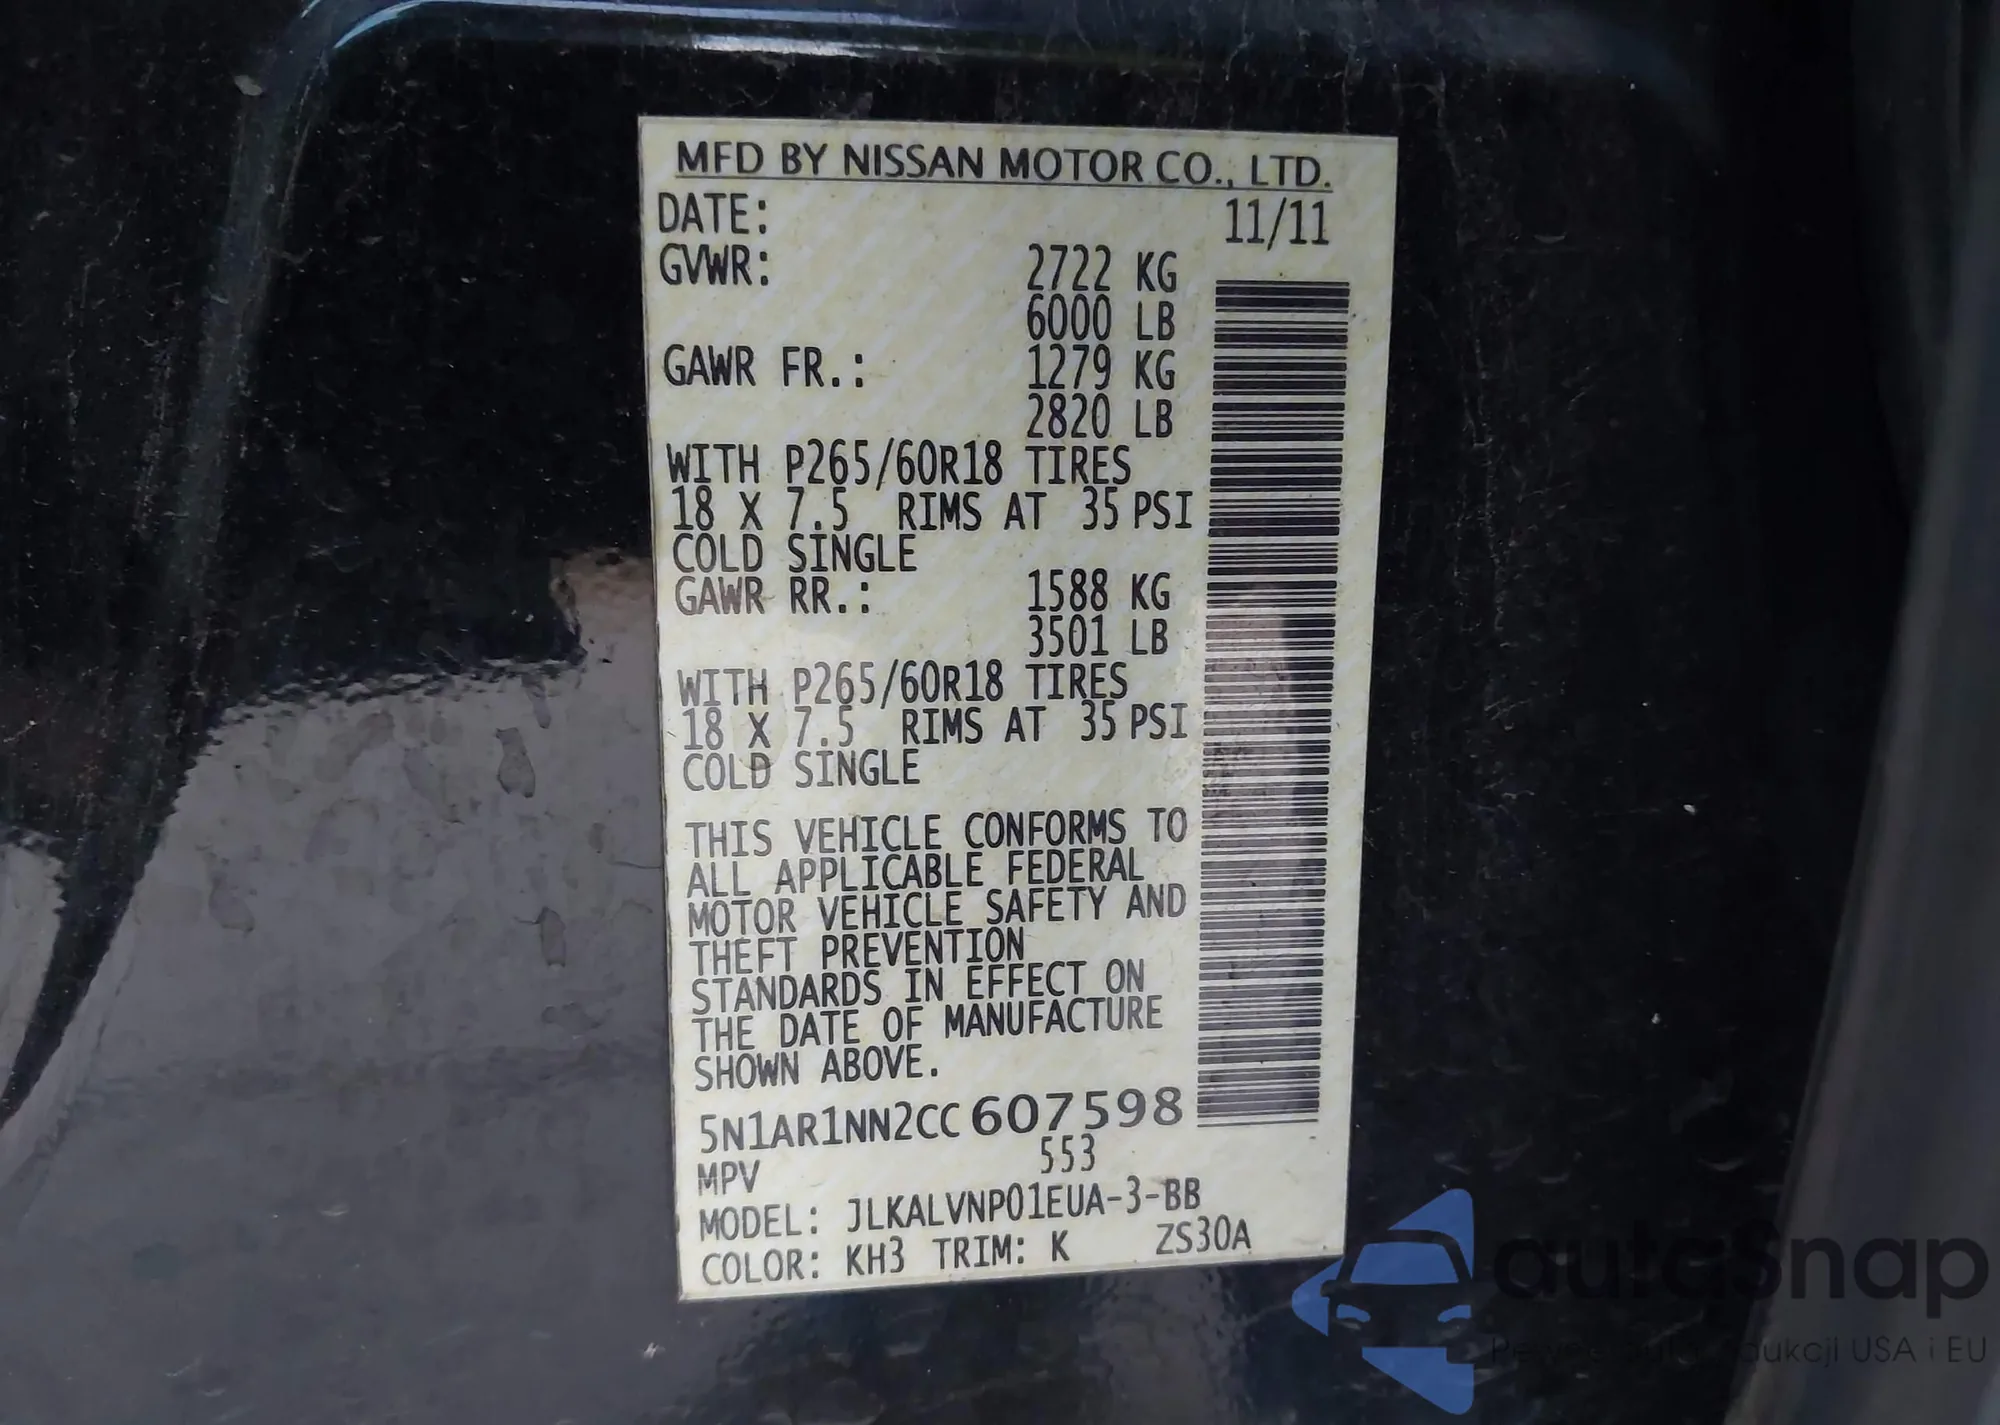 MFD BY NISSAN MOTOR CO., LTD.
DATE: 11/11
GVWR: 2722 KG
6000 LB
GAWR FR.: 1279 KG
2820 LB
WITH P265/60R18 TIRES
18 X 7.5 RIMS AT 35 PSI
COLD SINGLE
GAWR RR.: 1588 KG
3501 LB
WITH P265/60R18 TIRES
18 X 7.5 RIMS AT 35 PSI
COLD SINGLE
THIS VEHICLE CONFORMS TO
ALL APPLICABLE FEDERAL
MOTOR VEHICLE SAFETY AND
THEFT PREVENTION
STANDARDS IN EFFECT ON
THE DATE OF MANUFACTURE
SHOWN ABOVE.
5N1AR1NN2CC607598
MPV 553
MODEL: JLKALVNP01EUA-3-BB
COLOR: KH3 TRIM: K ZS30A
autosnap
USA i EU